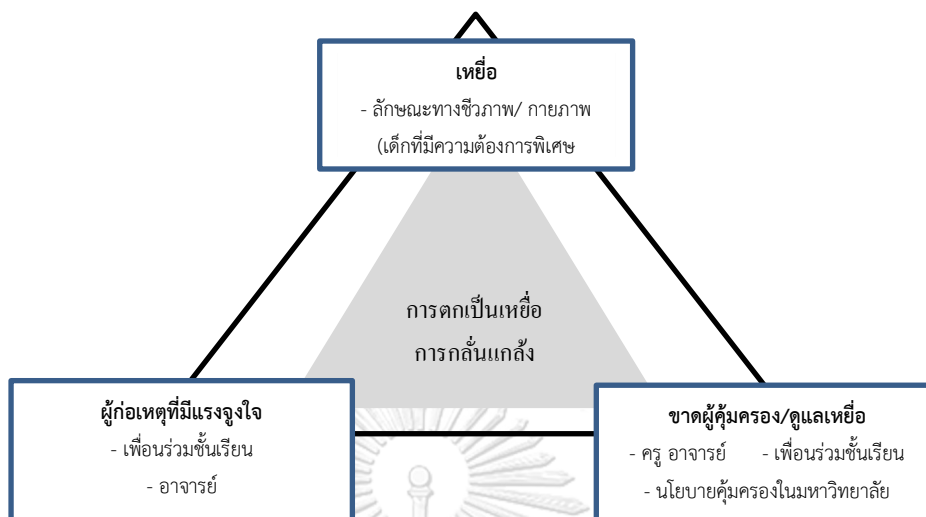 เหยื่อ
- ลักษณะทางชีวภาพ/ กายภาพ
(เด็กที่มีความต้องการพิเศษ
การตกเป็นเหยื่อ
การกลั่นแกล้ง
ผู้ก่อเหตุที่มีแรงจูงใจ
- เพื่อนร่วมชั้นเรียน
- อาจารย์
ขาดผู้คุ้มครอง/ดูแลเหยื่อ
- ครู อาจารย์ - เพื่อนร่วมชั้นเรียน
- นโยบายคุ้มครองในมหาวิทยาลัย